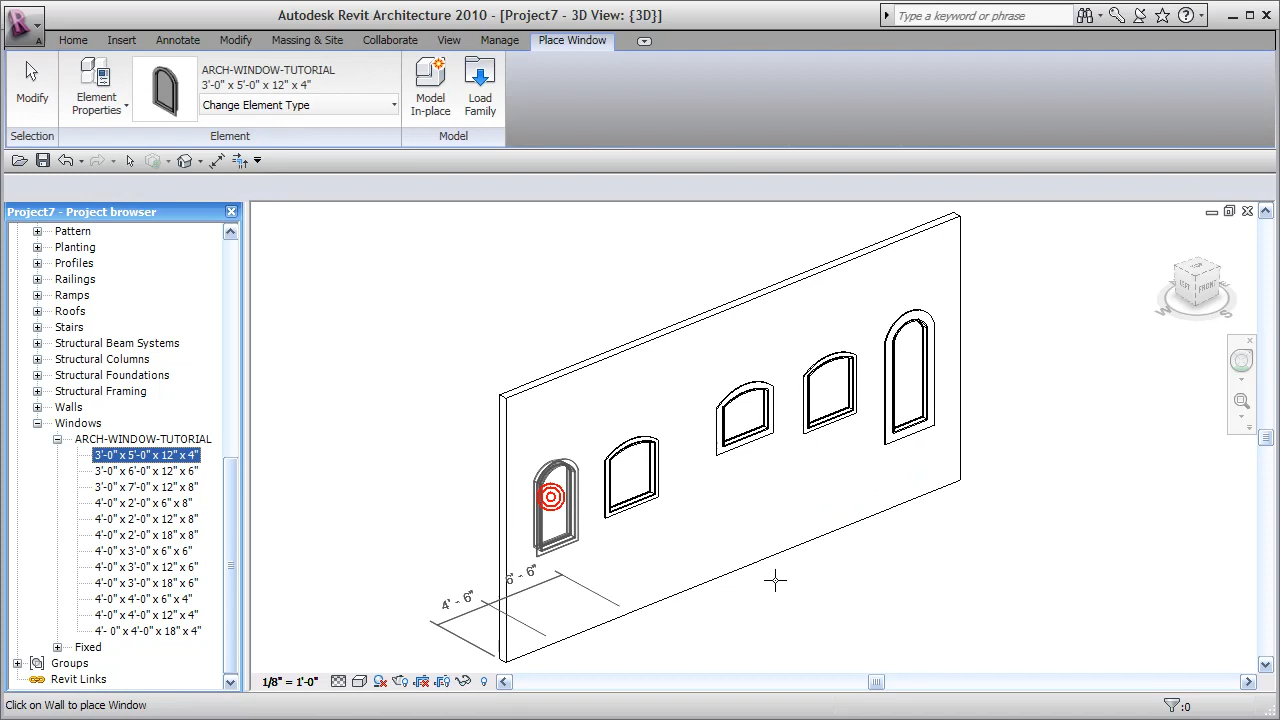 Autodesk Revit Architecture 2010 - [Project7 - 3D View: {3D}]
Type a keyword or phrase
A
Home Insert Annotate Modify Massing & Site Collaborate View Manage Place Window
ARCH-WINDOW-TUTORIAL
3'-0" x 5'-0" x 12" x 4"
Change Element Type
Modify
Element
Properties
Model
In-place
Load
Family
Selection Element Model
Project7 - Project browser
Pattern
Planting
Profiles
Railings
Ramps
Roofs
Stairs
Structural Beam Systems
Structural Columns
Structural Foundations
Structural Framing
Walls
Windows
ARCH-WINDOW-TUTORIAL
3'-0" x 5'-0" x 12" x 4"
3'-0" x 6'-0" x 12" x 6"
3'-0" x 7'-0" x 12" x 8"
4'-0" x 2'-0" x 6" x 8"
4'-0" x 2'-0" x 12" x 8"
4'-0" x 2'-0" x 18" x 8"
4'-0" x 3'-0" x 6" x 6"
4'-0" x 3'-0" x 12" x 6"
4'-0" x 3'-0" x 18" x 6"
4'-0" x 4'-0" x 6" x 4"
4'-0" x 4'-0" x 12" x 4"
4'- 0" x 4'-0" x 18" x 4"
Fixed
Groups
Revit Links
TOP
LEFT FRONT
W S
6' - 6"
4' - 6"
1/8" = 1'-0"
Click on Wall to place Window
:0